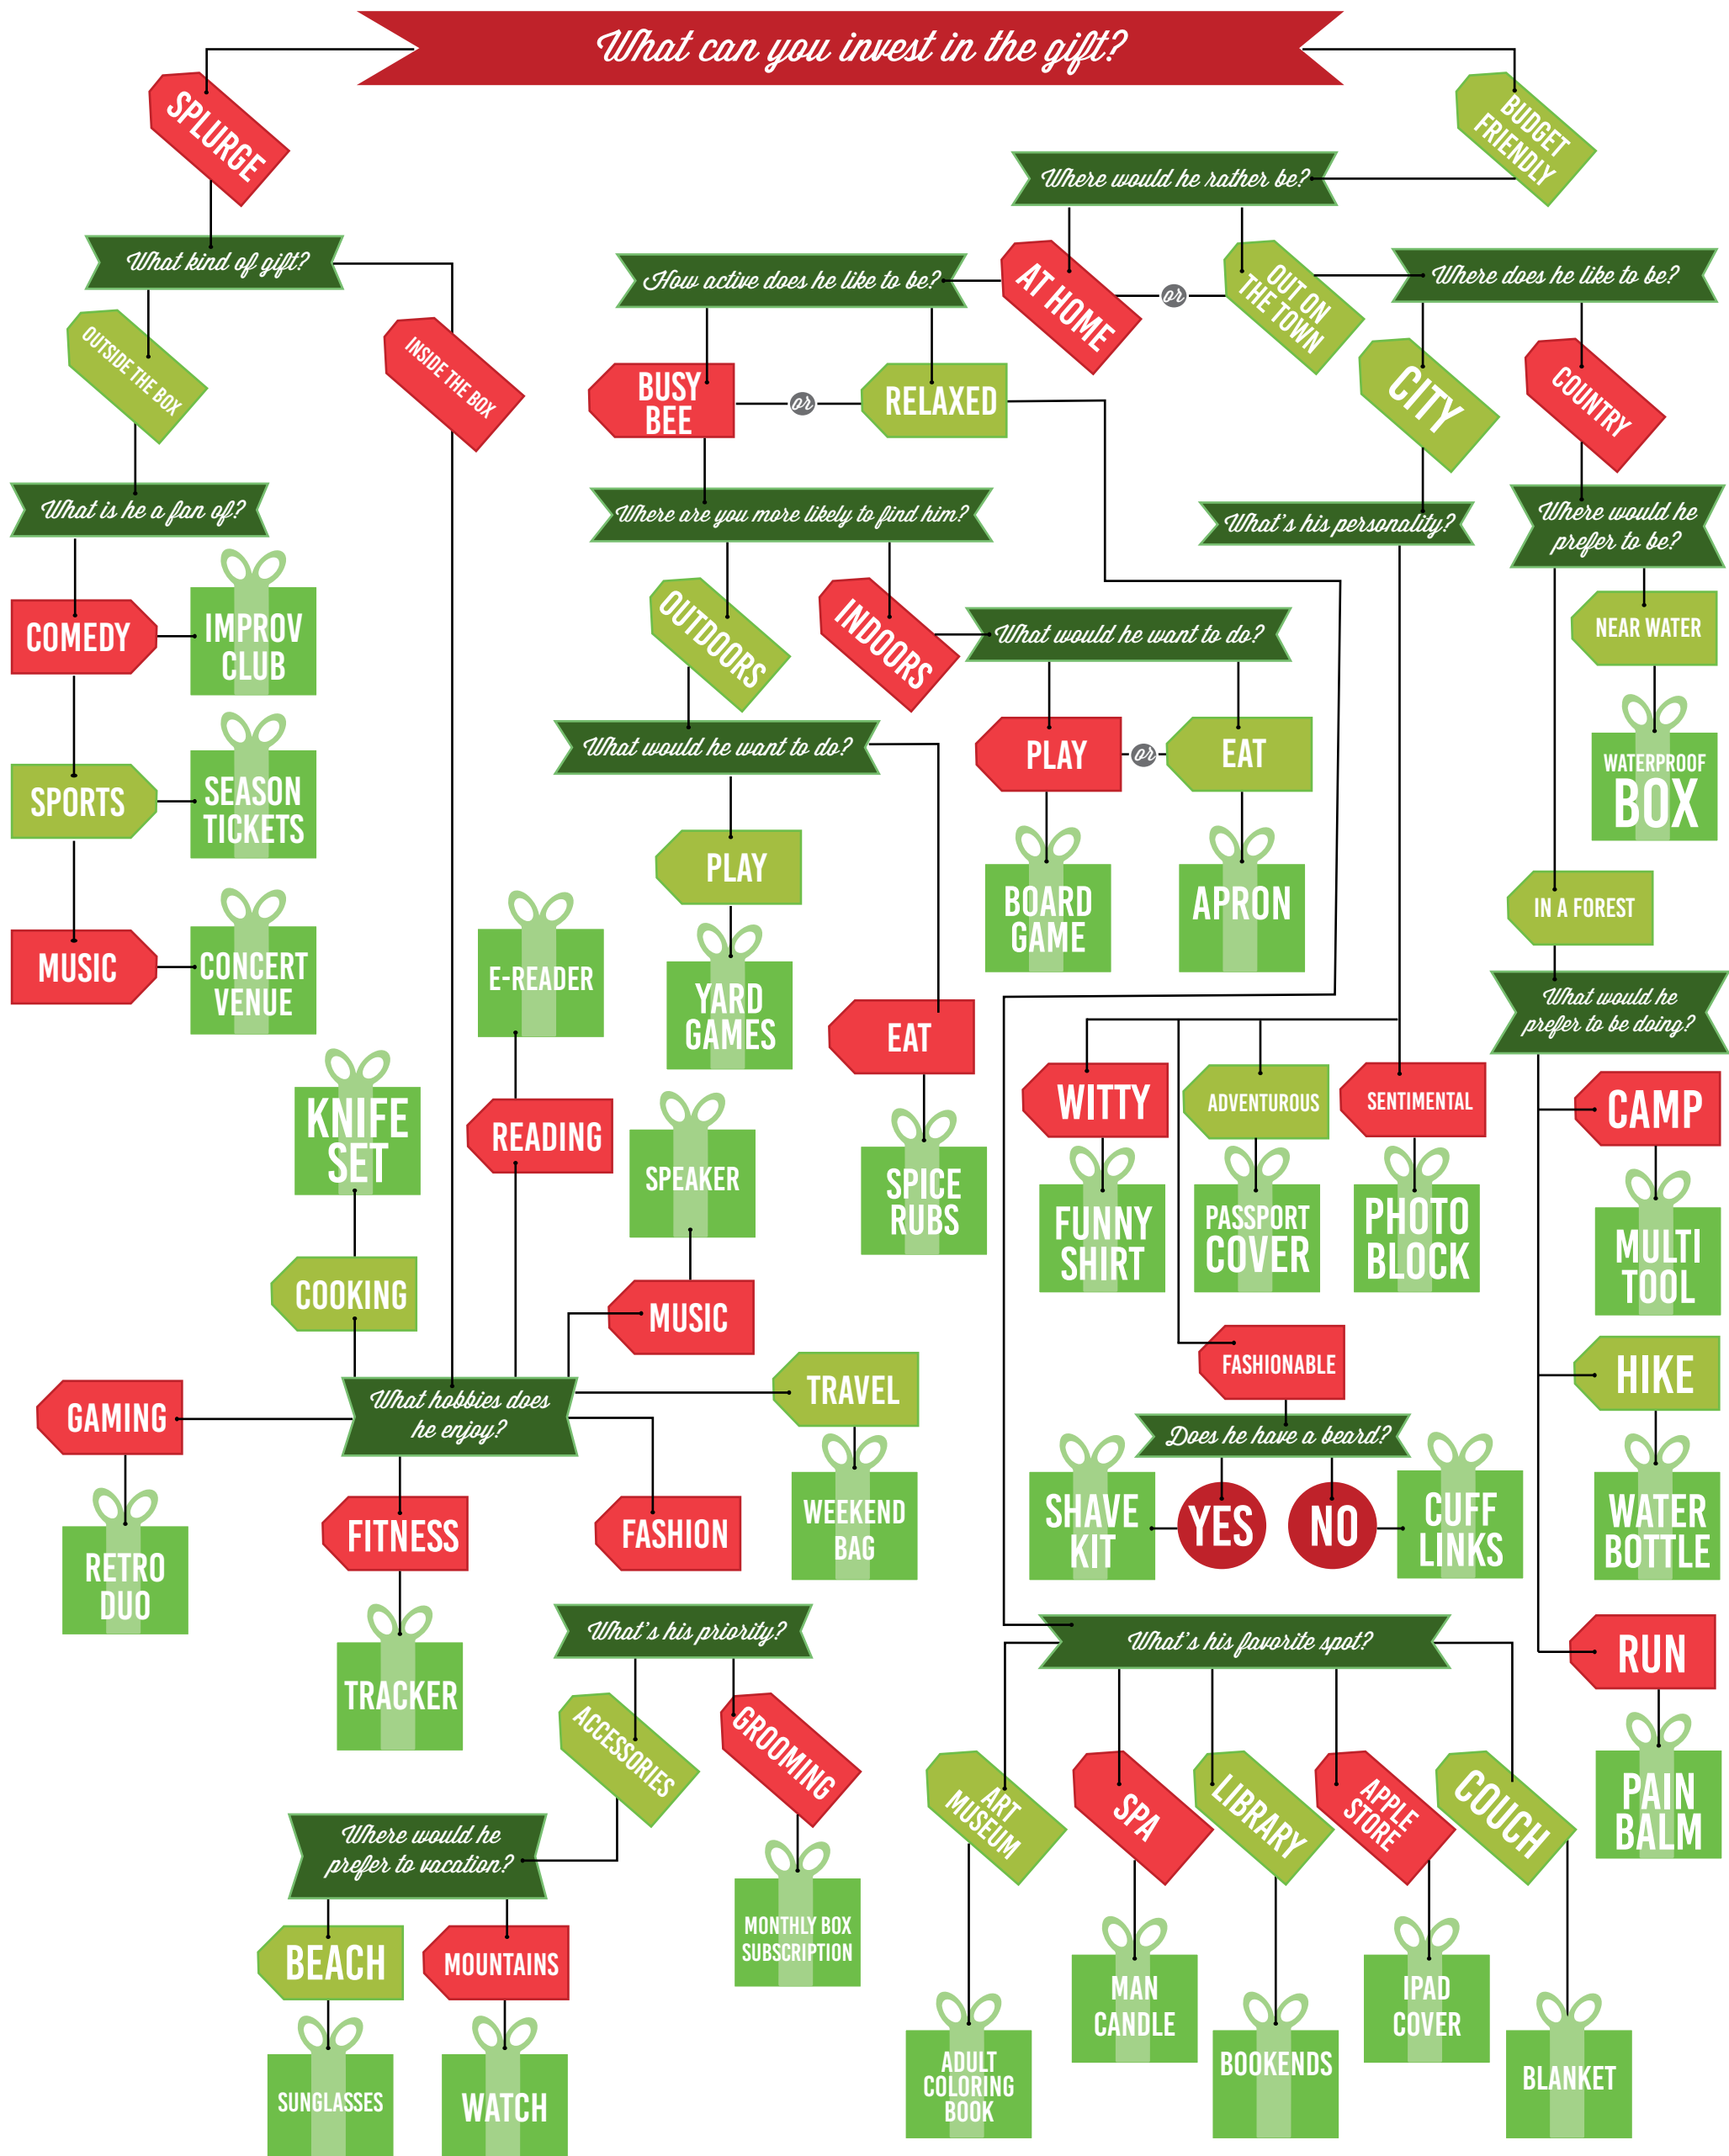 What can you invest in the gift?
SPLURGE
BUDGET
FRIENDLY
Where would he rather be?
What kind of gift?
How active does he like to be?
AT HOME
or
OUT ON
THE TOWN
Where does he like to be?
OUTSIDE THE BOX
INSIDE THE BOX
BUSY
BEE
or
RELAXED
CITY
COUNTRY
What is he a fan of?
Where are you more likely to find him?
What's his personality?
Where would he
prefer to be?
COMEDY
IMPROV
CLUB
OUTDOORS
INDOORS
What would he want to do?
NEAR WATER
What would he want to do?
PLAY
or
EAT
WATERPROOF
BOX
SPORTS
SEASON
TICKETS
PLAY
BOARD
GAME
APRON
IN A FOREST
MUSIC
CONCERT
VENUE
E-READER
YARD
GAMES
EAT
What would he
prefer to be doing?
KNIFE
SET
READING
SPEAKER
SPICE
RUBS
WITTY
ADVENTUROUS
SENTIMENTAL
CAMP
FUNNY
SHIRT
PASSPORT
COVER
PHOTO
BLOCK
MULTI
TOOL
COOKING
MUSIC
FASHIONABLE
HIKE
GAMING
What hobbies does
he enjoy?
TRAVEL
Does he have a beard?
RETRO
DUO
FITNESS
FASHION
WEEKEND
BAG
SHAVE
KIT
YES
NO
CUFF
LINKS
WATER
BOTTLE
TRACKER
What's his priority?
What's his favorite spot?
RUN
ACCESSORIES
GROOMING
ART
MUSEUM
SPA
LIBRARY
APPLE
STORE
COUCH
PAIN
BALM
Where would he
prefer to vacation?
MONTHLY BOX
SUBSCRIPTION
BEACH
MOUNTAINS
MAN
CANDLE
IPAD
COVER
SUNGLASSES
WATCH
ADULT
COLORING
BOOK
BOOKENDS
BLANKET